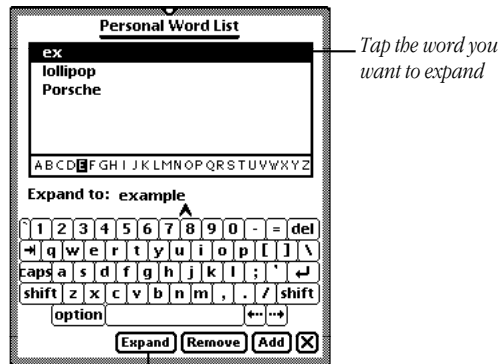 Personal Word List
ex
lollipop
Porsche
Tap the word you
want to expand
A B C D E F G H I J K L M N O P Q R S T U V W X Y Z
Expand to: example
` 1 2 3 4 5 6 7 8 9 0 - = del
q w e r t y u i o p [ ] \
caps a s d f g h j k l ; '
shift z x c v b n m , . / shift
option
Expand Remove Add